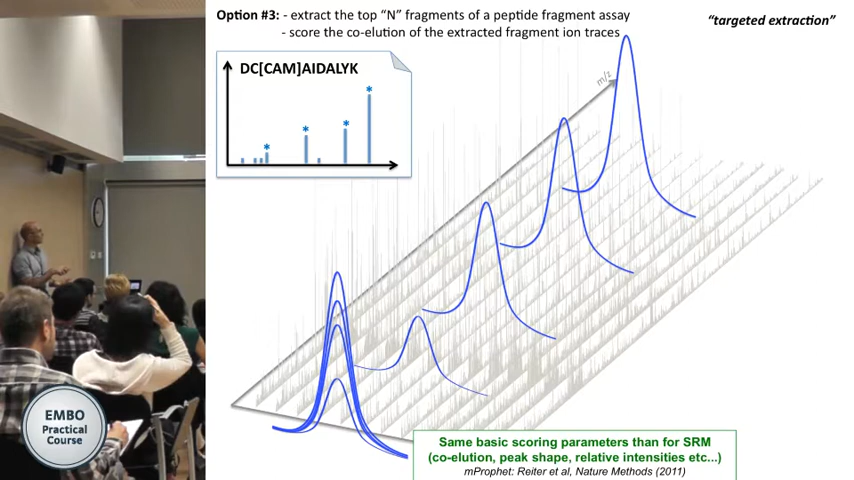 Option #3: - extract the top “N” fragments of a peptide fragment assay
- score the co-elution of the extracted fragment ion traces
“targeted extraction”
DC[CAM]AIDALYK
* * * *
m/z
EMBO
Practical
Course
Same basic scoring parameters than for SRM
(co-elution, peak shape, relative intensities etc...)
mProphet: Reiter et al, Nature Methods (2011)